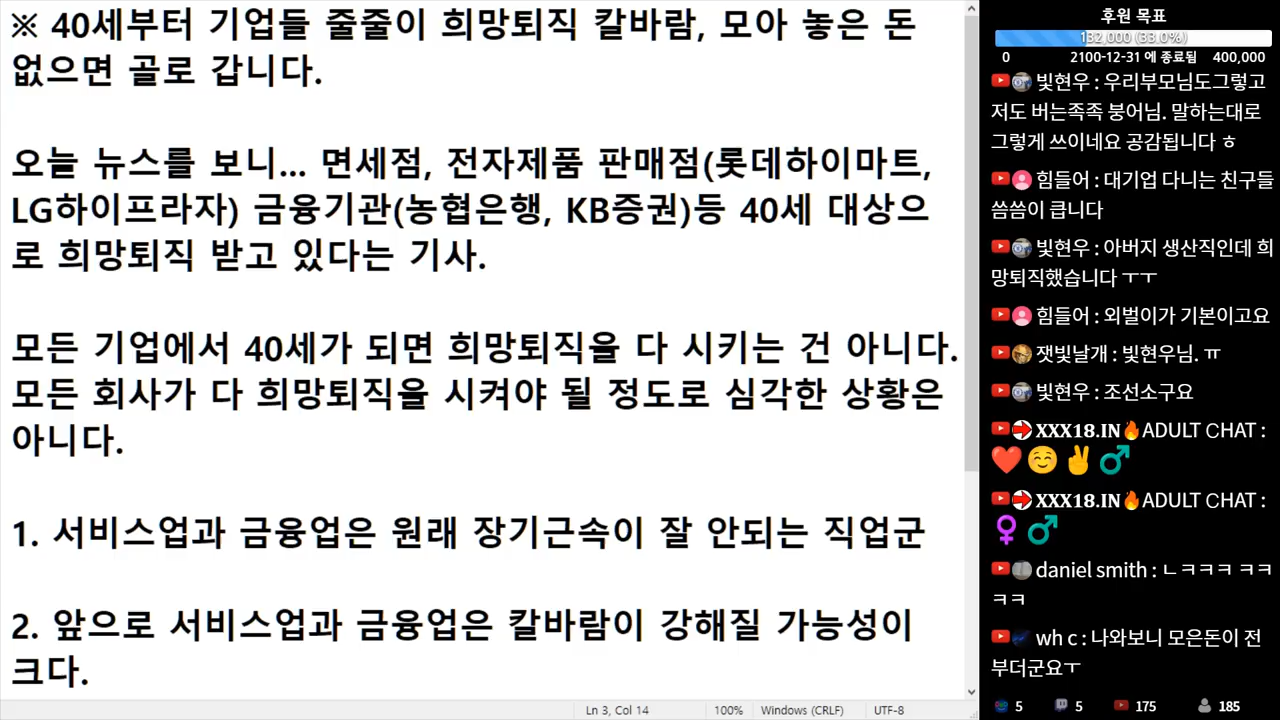 ※ 40세부터 기업들 줄줄이 희망퇴직 칼바람, 모아 놓은 돈
없으면 골로 갑니다.
오늘 뉴스를 보니... 면세점, 전자제품 판매점(롯데하이마트,
LG하이프라자) 금융기관(농협은행, KB증권)등 40세 대상으
로 희망퇴직 받고 있다는 기사.
모든 기업에서 40세가 되면 희망퇴직을 다 시키는 건 아니다.
모든 회사가 다 희망퇴직을 시켜야 될 정도로 심각한 상황은
아니다.
1. 서비스업과 금융업은 원래 장기근속이 잘 안되는 직업군
2. 앞으로 서비스업과 금융업은 칼바람이 강해질 가능성이
크다.
Ln 3, Col 14 100% Windows (CRLF) UTF-8
후원 목표
132,000 (33.0%)
0 2100-12-31 에 종료됨 400,000
빛현우 : 우리부모님도그렇고
저도 버는족족 붕어님. 말하는대로
그렇게 쓰이네요 공감됩니다 ㅎ
힘들어 : 대기업 다니는 친구들
씀씀이 큽니다
빛현우 : 아버지 생산직인데 희
망퇴직했습니다 ㅜㅜ
힘들어 : 외벌이가 기본이고요
잿빛날개 : 빛현우님. ㅠ
빛현우 : 조선소구요
XXX18.IN🔥ADULT CHAT :
❤️☺️✌️♂️
XXX18.IN🔥ADULT CHAT :
♀️♂️
daniel smith : ㄴㅋㅋㅋ ㅋㅋ
ㅋㅋ
wh c : 나와보니 모은돈이 전
부더군요ㅜ
5 5 175 185